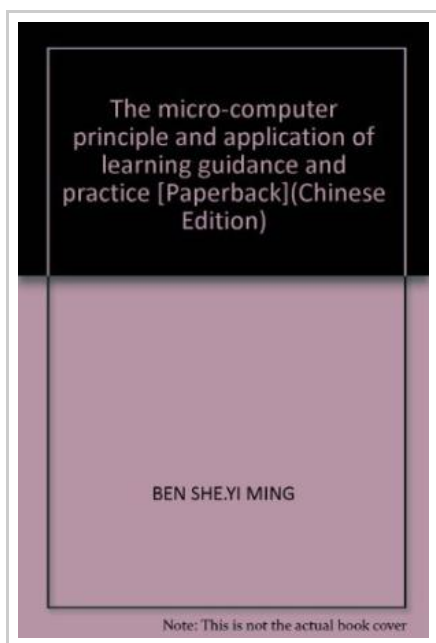 The micro-computer
principle and application of
learning guidance and
practice [Paperback](Chinese
Edition)
BEN SHE.YI MING
Note: This is not the actual book cover